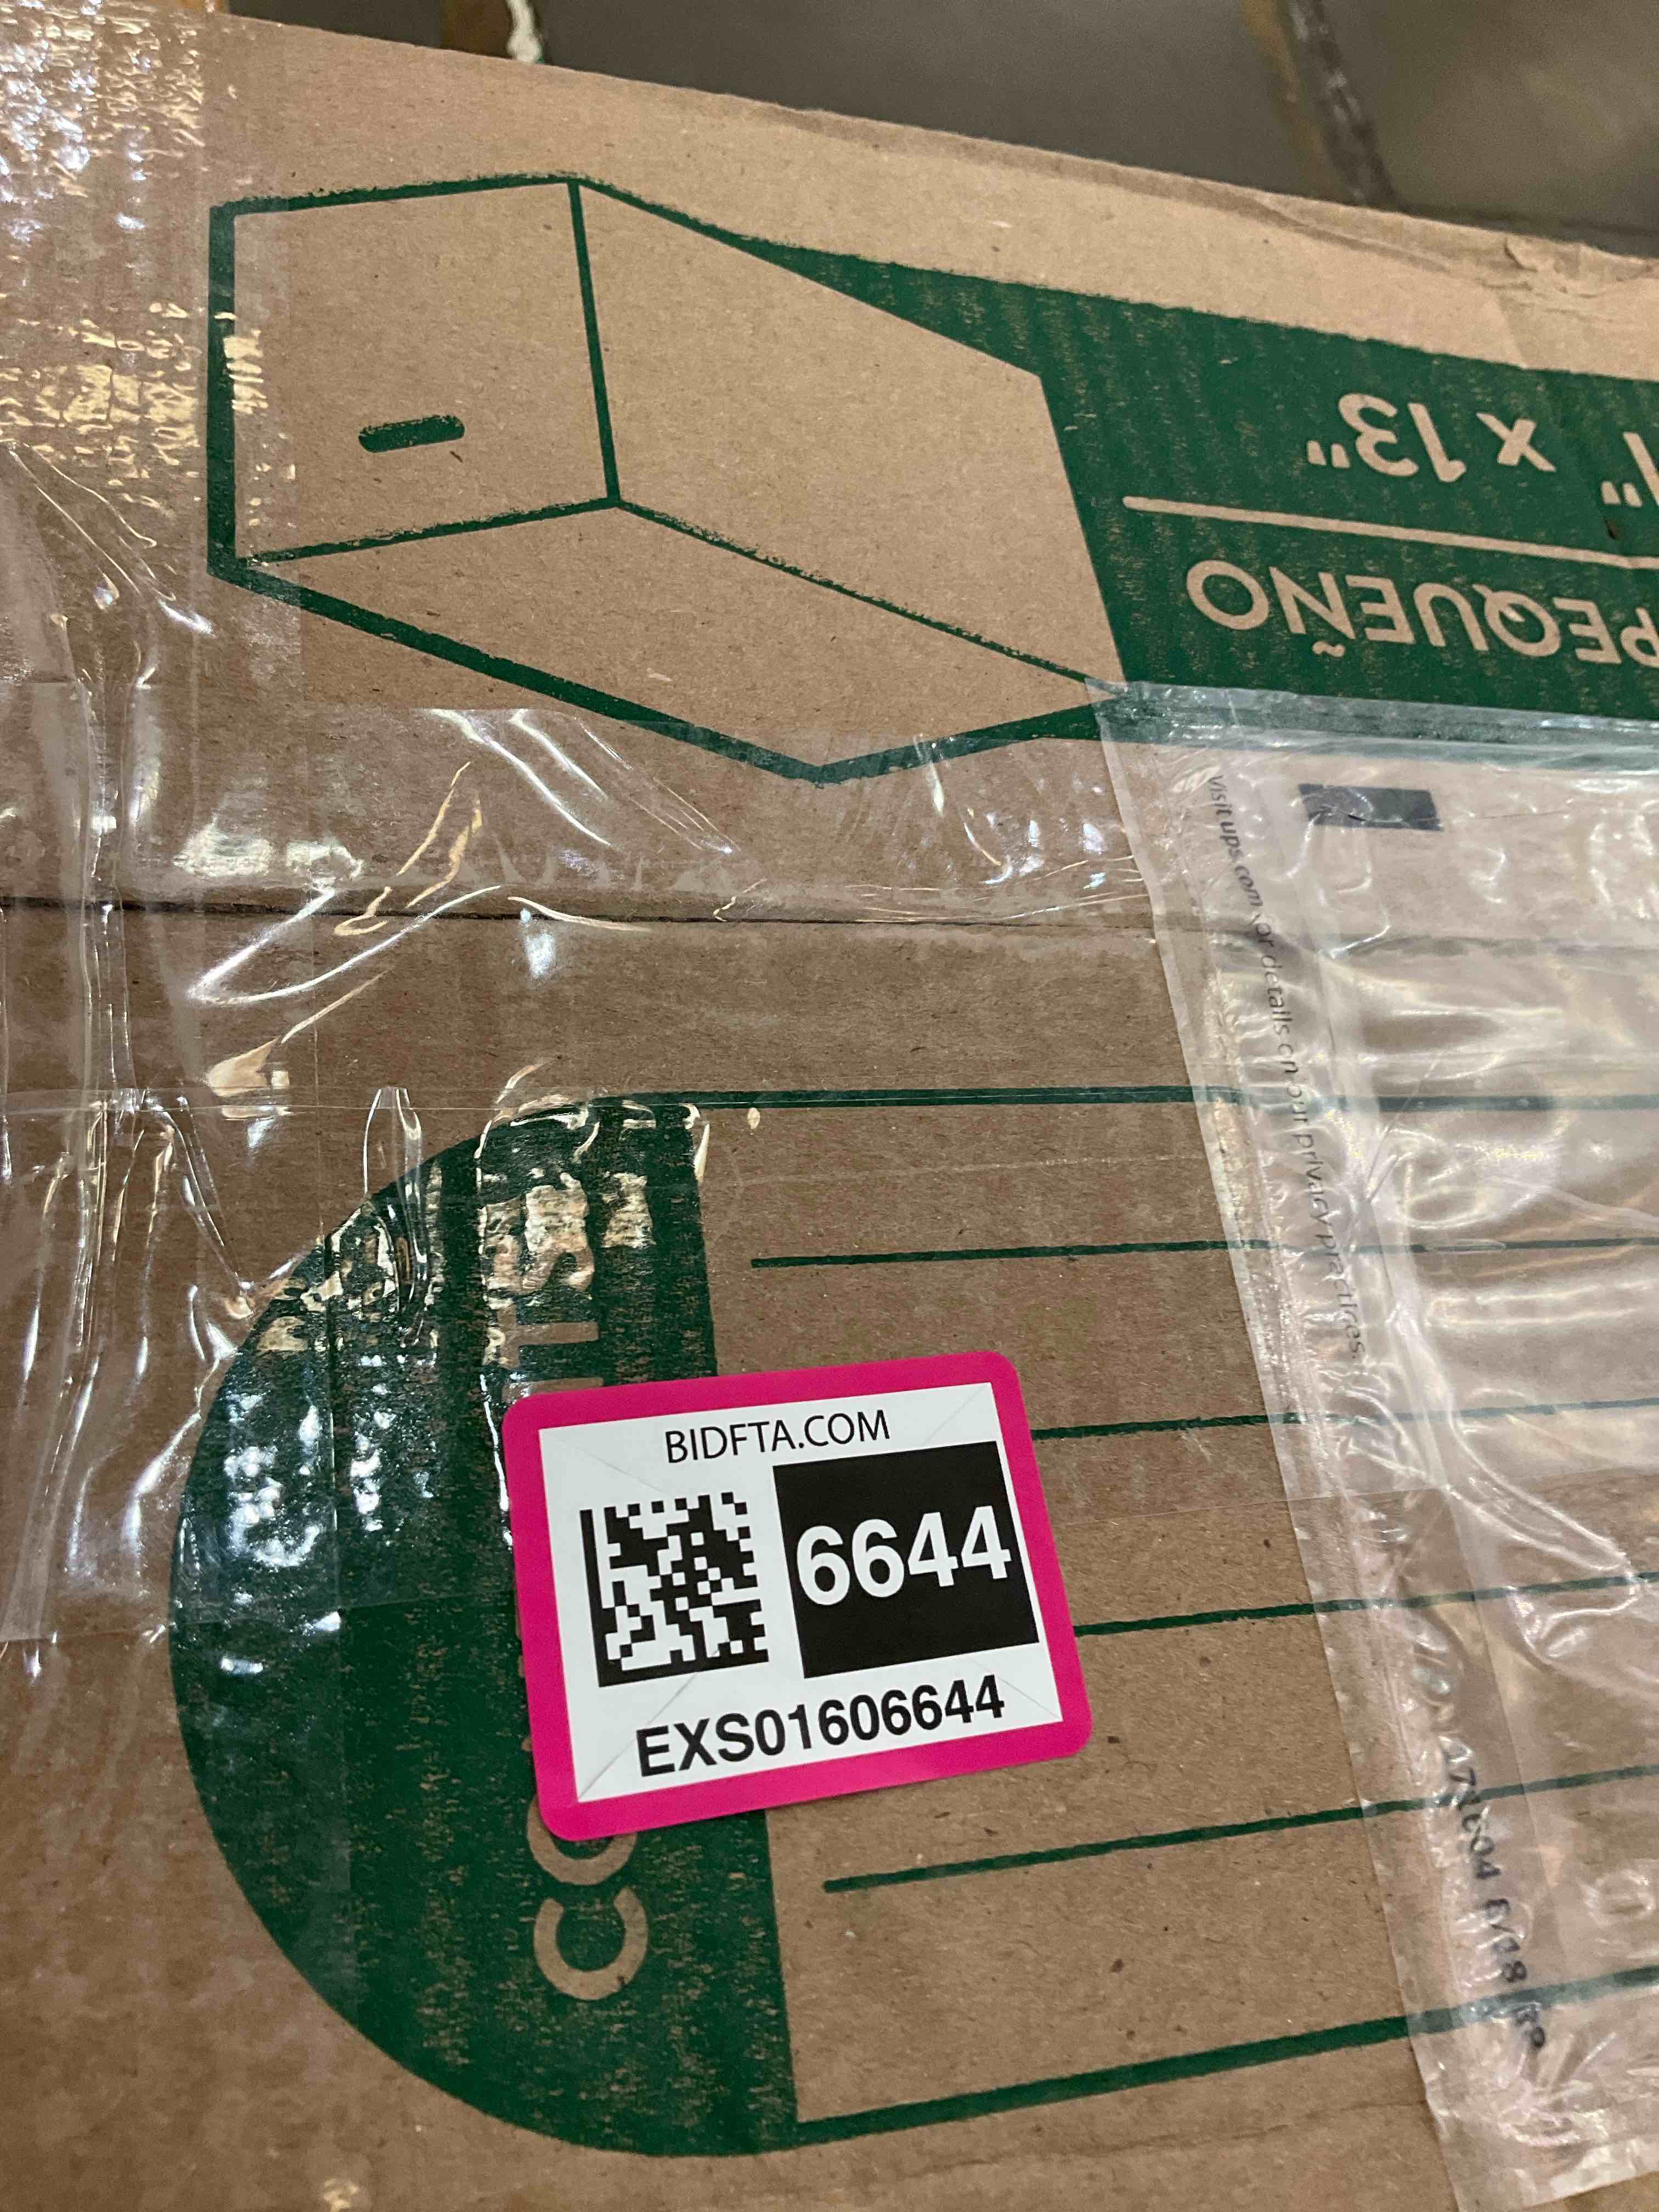 x 13"
PEQUEÑO
visit ups.com for details on our privacy practices.
BIDFTA.COM
6644
EXS01606644